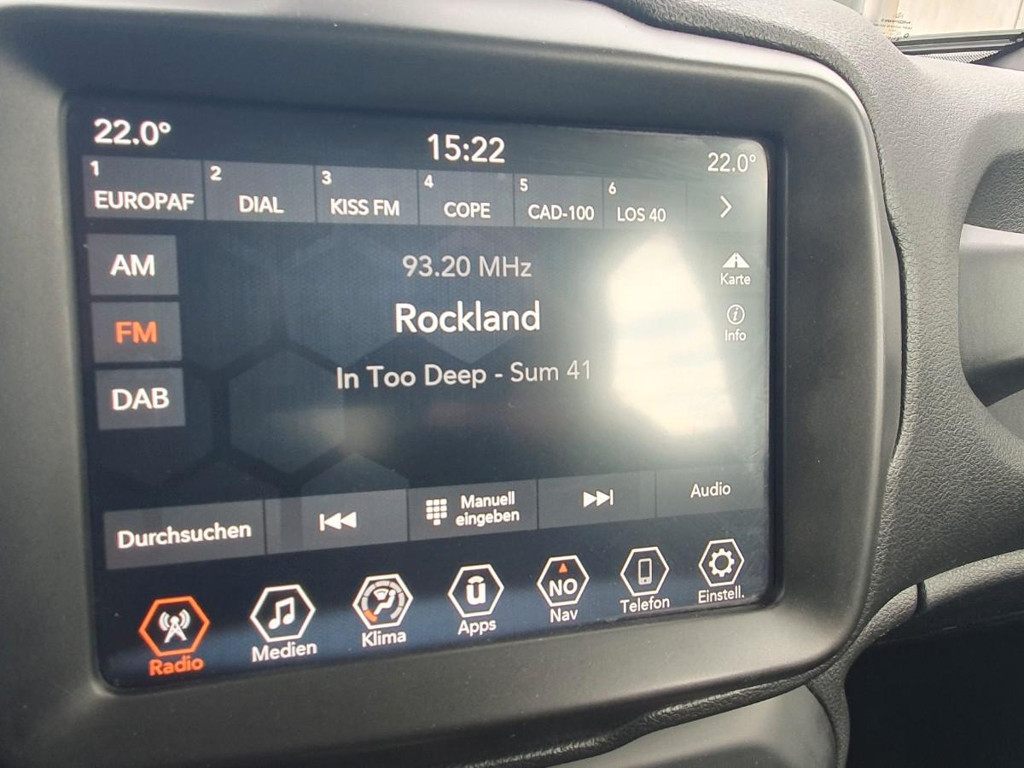 22.0°
15:22
22.0°
1 EUROPAF
2 DIAL
3 KISS FM
4 COPE
5 CAD-100
6 LOS 40
AM
FM
DAB
93.20 MHz
Rockland
In Too Deep - Sum 41
Karte
i
Info
Durchsuchen
Manuell
eingeben
Audio
Radio
Medien
Klima
U
Apps
NO
Nav
Telefon
Einstell.